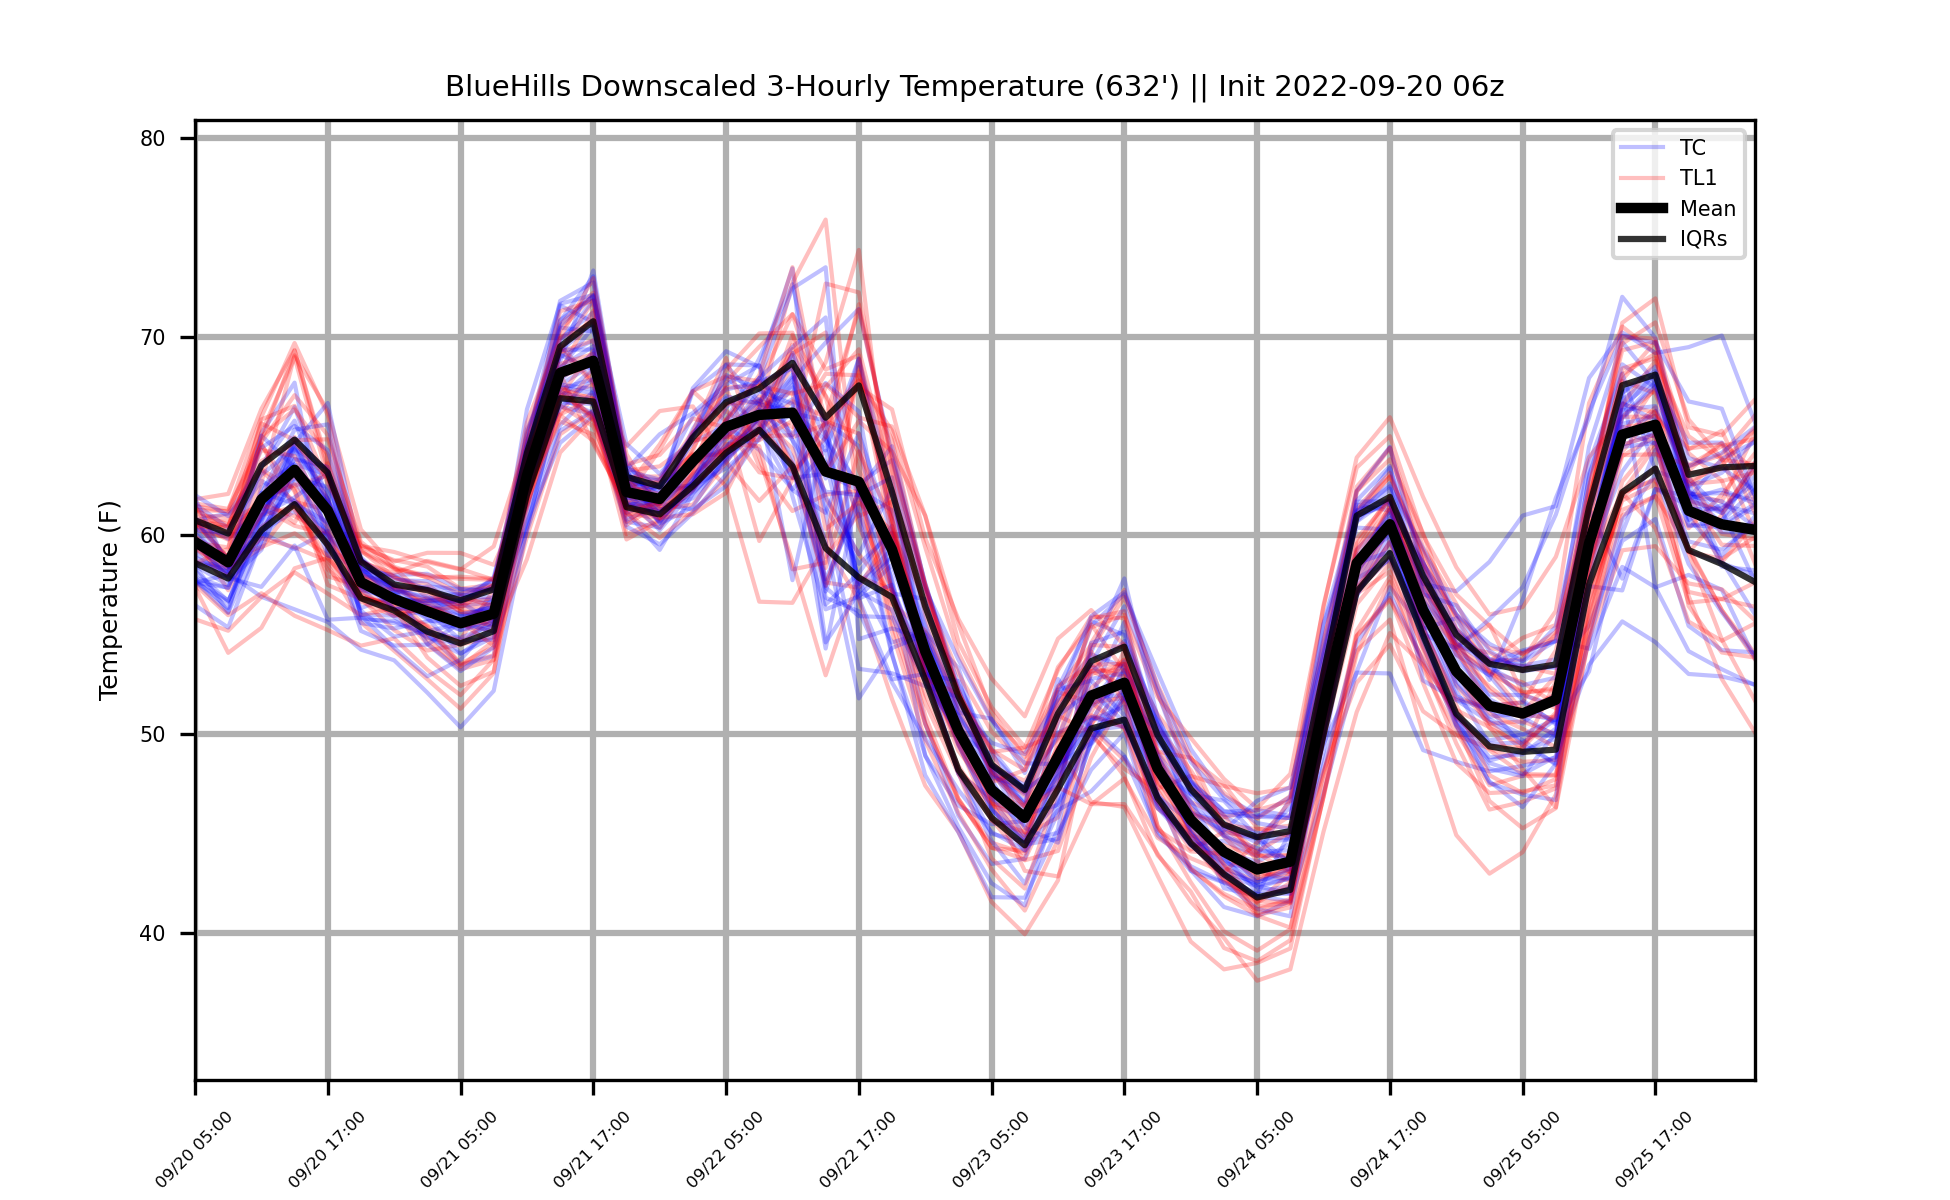 BlueHills Downscaled 3-Hourly Temperature (632') || Init 2022-09-20 06z
TC
TL1
Mean
IQRs
Temperature (F)
80
70
60
50
40
09/20 05:00
09/20 17:00
09/21 05:00
09/21 17:00
09/22 05:00
09/22 17:00
09/23 05:00
09/23 17:00
09/24 05:00
09/24 17:00
09/25 05:00
09/25 17:00